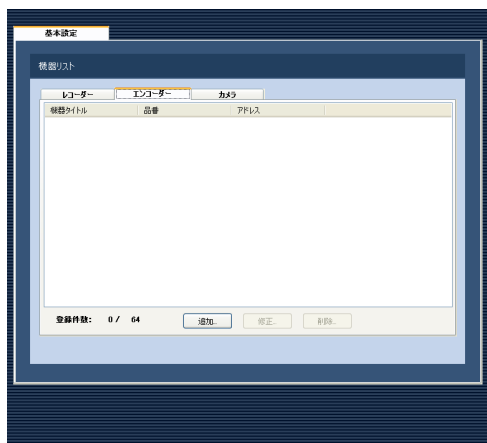 基本設定
機器リスト
レコーダー エンコーダー カメラ
機器タイトル 品番 アドレス
登録件数: 0 / 64 追加... 修正... 削除...